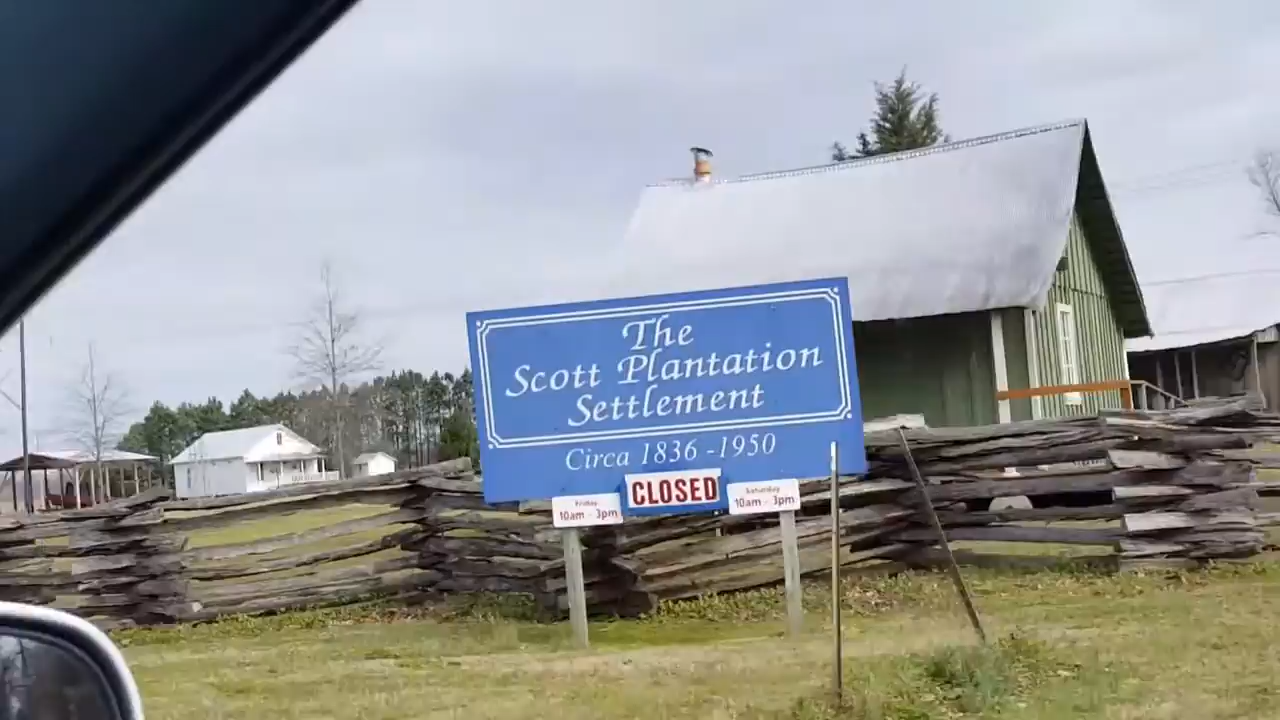 The
Scott Plantation
Settlement
Circa 1836 -1950
Friday
10am - 3pm
CLOSED
Saturday
10am - 3pm